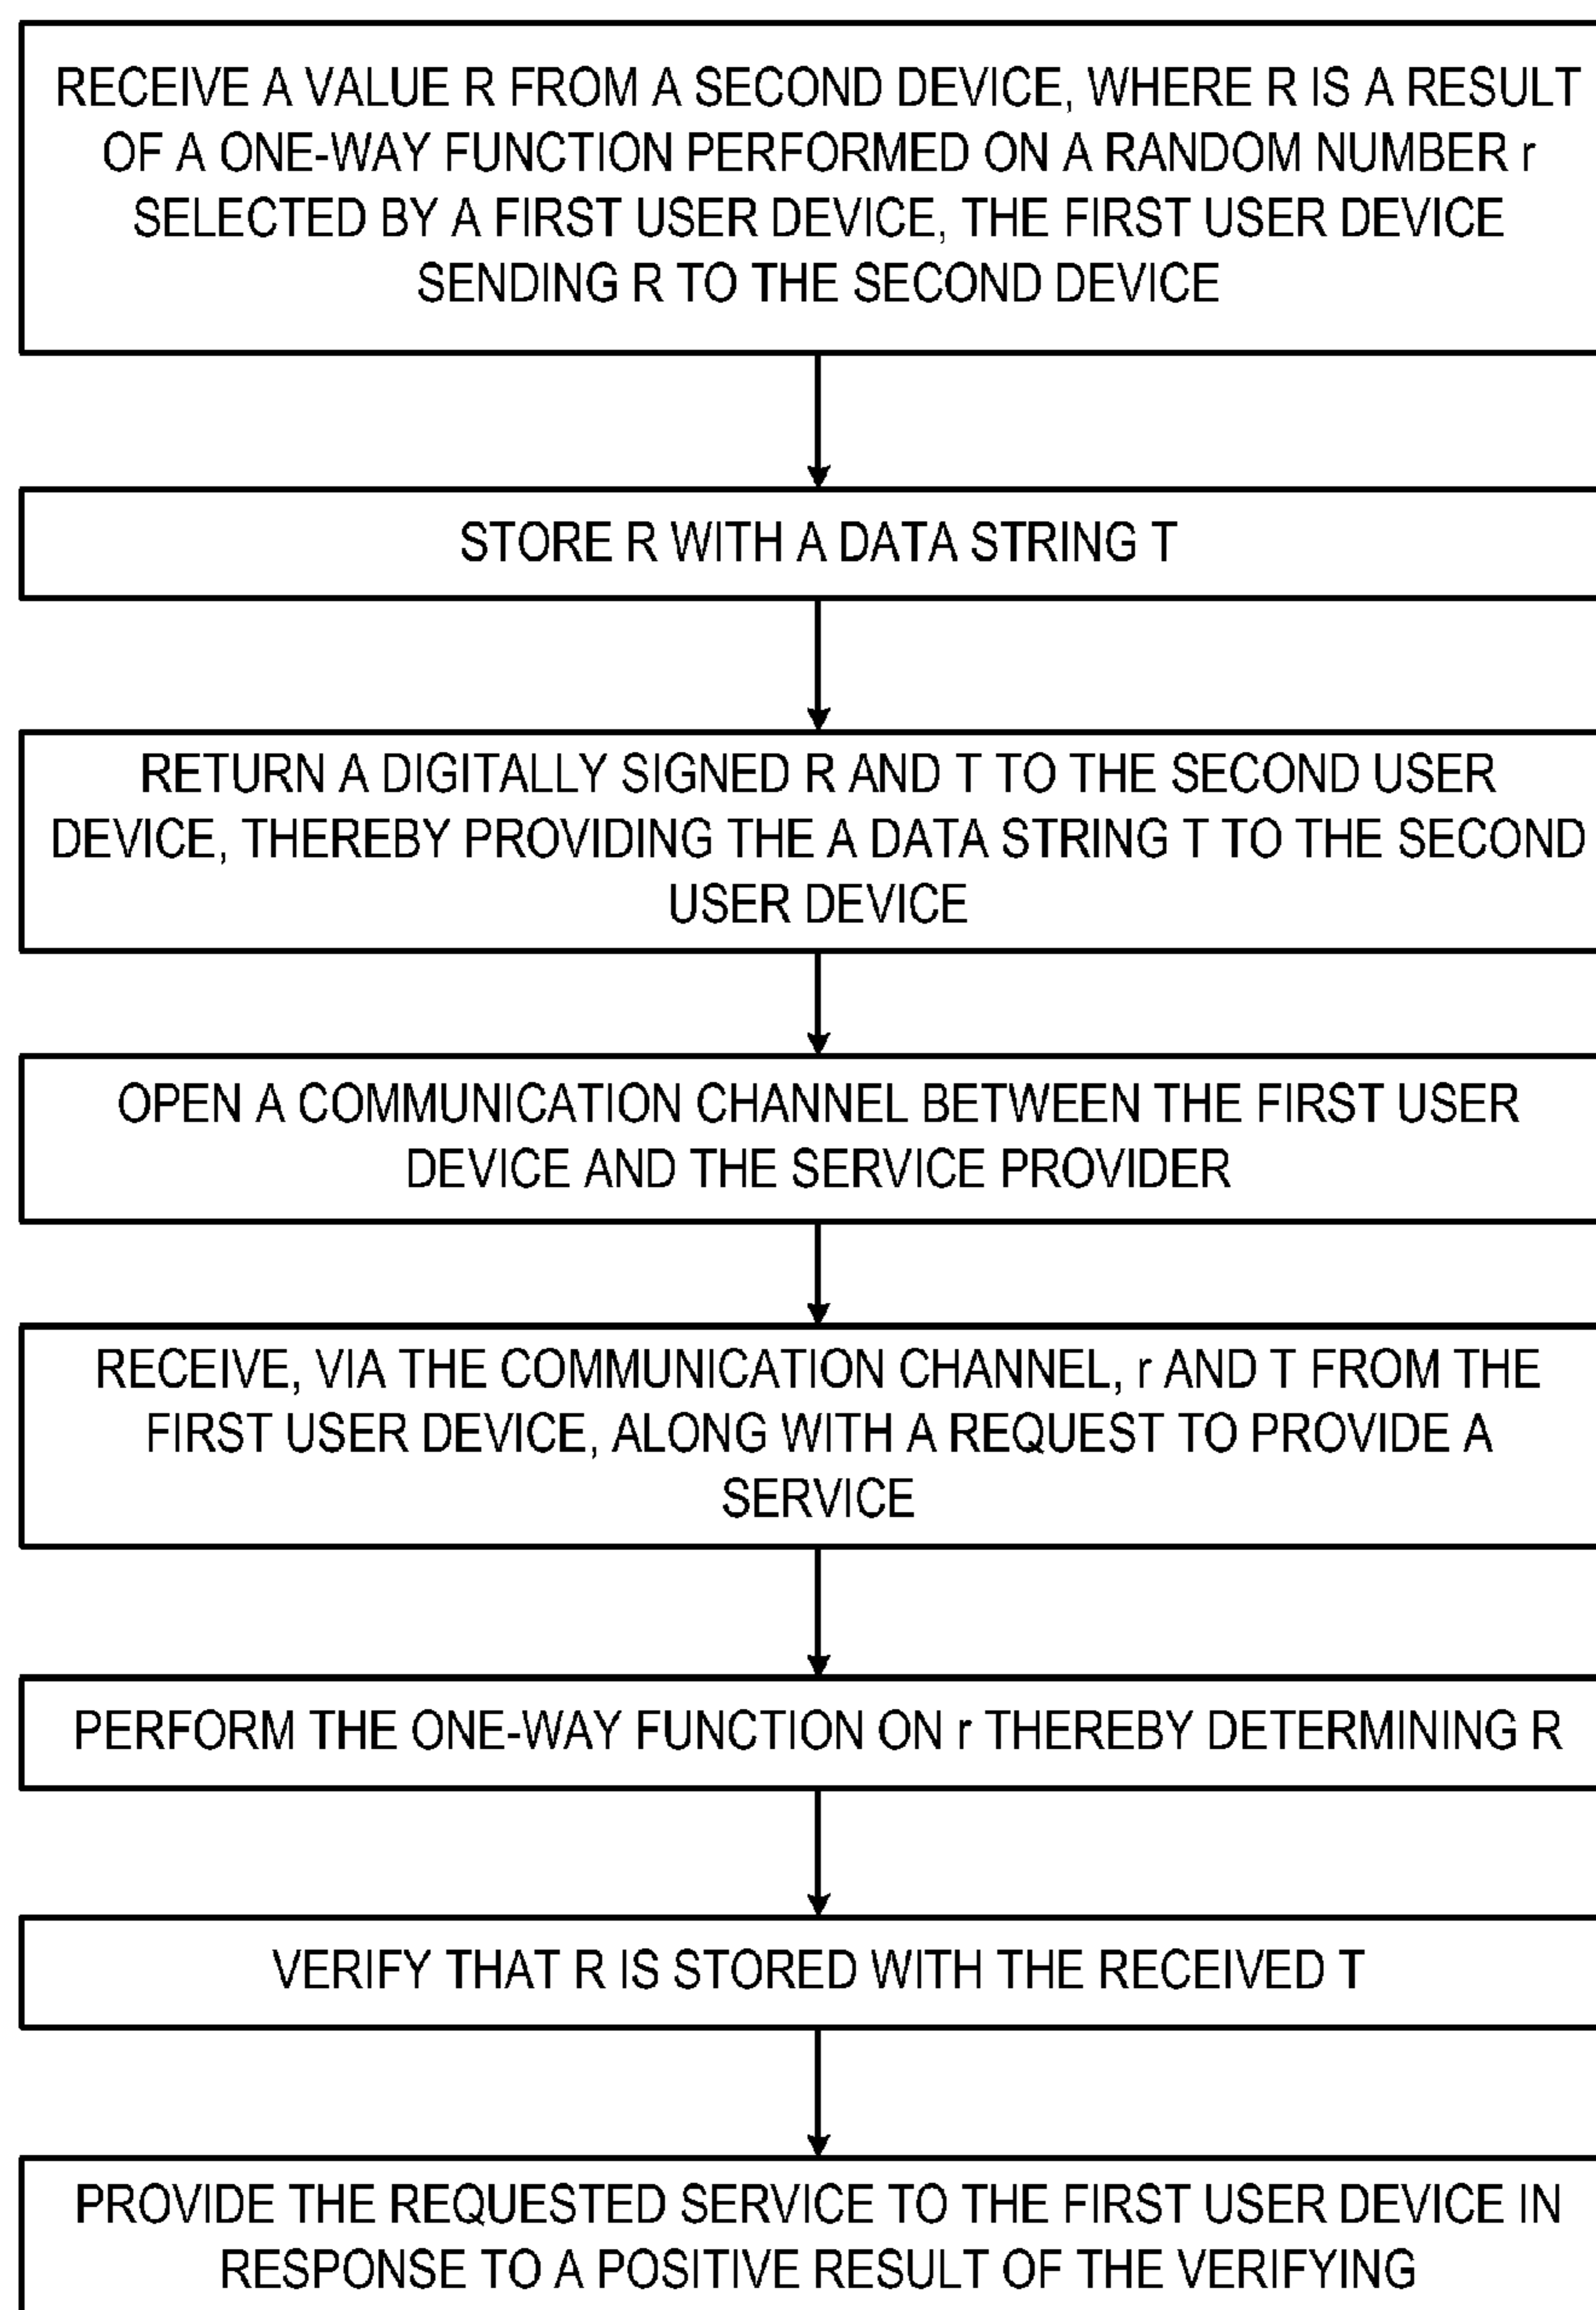 RECEIVE A VALUE R FROM A SECOND DEVICE, WHERE R IS A RESULT
OF A ONE-WAY FUNCTION PERFORMED ON A RANDOM NUMBER r
SELECTED BY A FIRST USER DEVICE, THE FIRST USER DEVICE
SENDING R TO THE SECOND DEVICE
STORE R WITH A DATA STRING T
RETURN A DIGITALLY SIGNED R AND T TO THE SECOND USER
DEVICE, THEREBY PROVIDING THE A DATA STRING T TO THE SECOND
USER DEVICE
OPEN A COMMUNICATION CHANNEL BETWEEN THE FIRST USER
DEVICE AND THE SERVICE PROVIDER
RECEIVE, VIA THE COMMUNICATION CHANNEL, r AND T FROM THE
FIRST USER DEVICE, ALONG WITH A REQUEST TO PROVIDE A
SERVICE
PERFORM THE ONE-WAY FUNCTION ON r THEREBY DETERMINING R
VERIFY THAT R IS STORED WITH THE RECEIVED T
PROVIDE THE REQUESTED SERVICE TO THE FIRST USER DEVICE IN
RESPONSE TO A POSITIVE RESULT OF THE VERIFYING